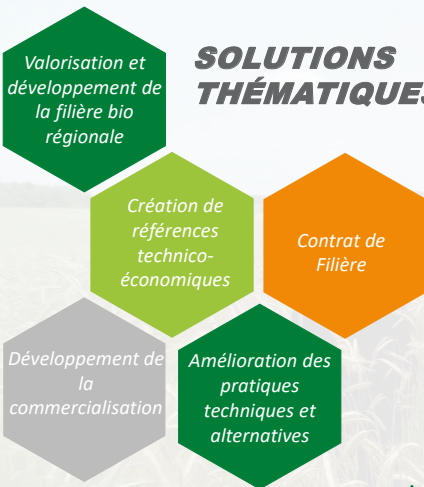 Valorisation et
développement de
la filière bio
régionale
SOLUTIONS
THÉMATIQUES
Création de
références
technico-
économiques
Contrat de
Filière
Développement de
la
commercialisation
Amélioration des
pratiques
techniques et
alternatives